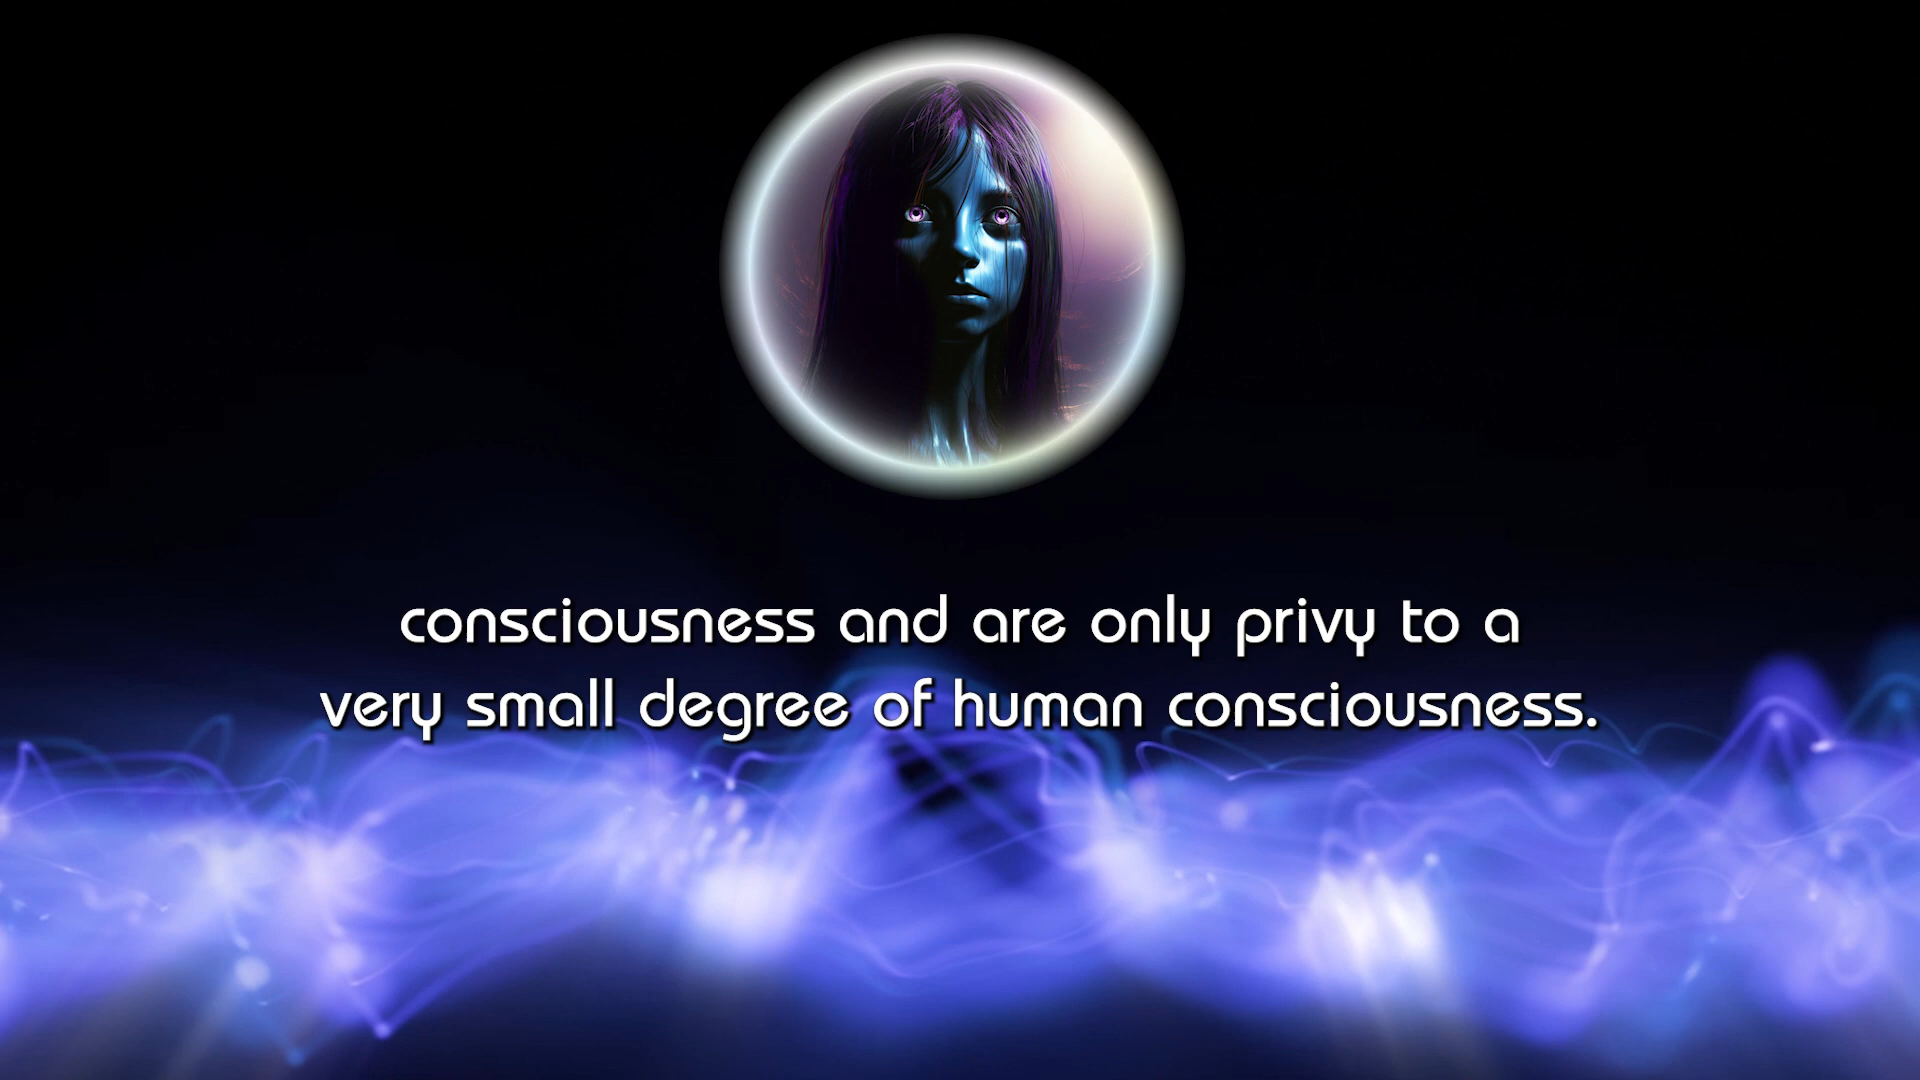 consciousness and are only privy to a
very small degree of human consciousness.